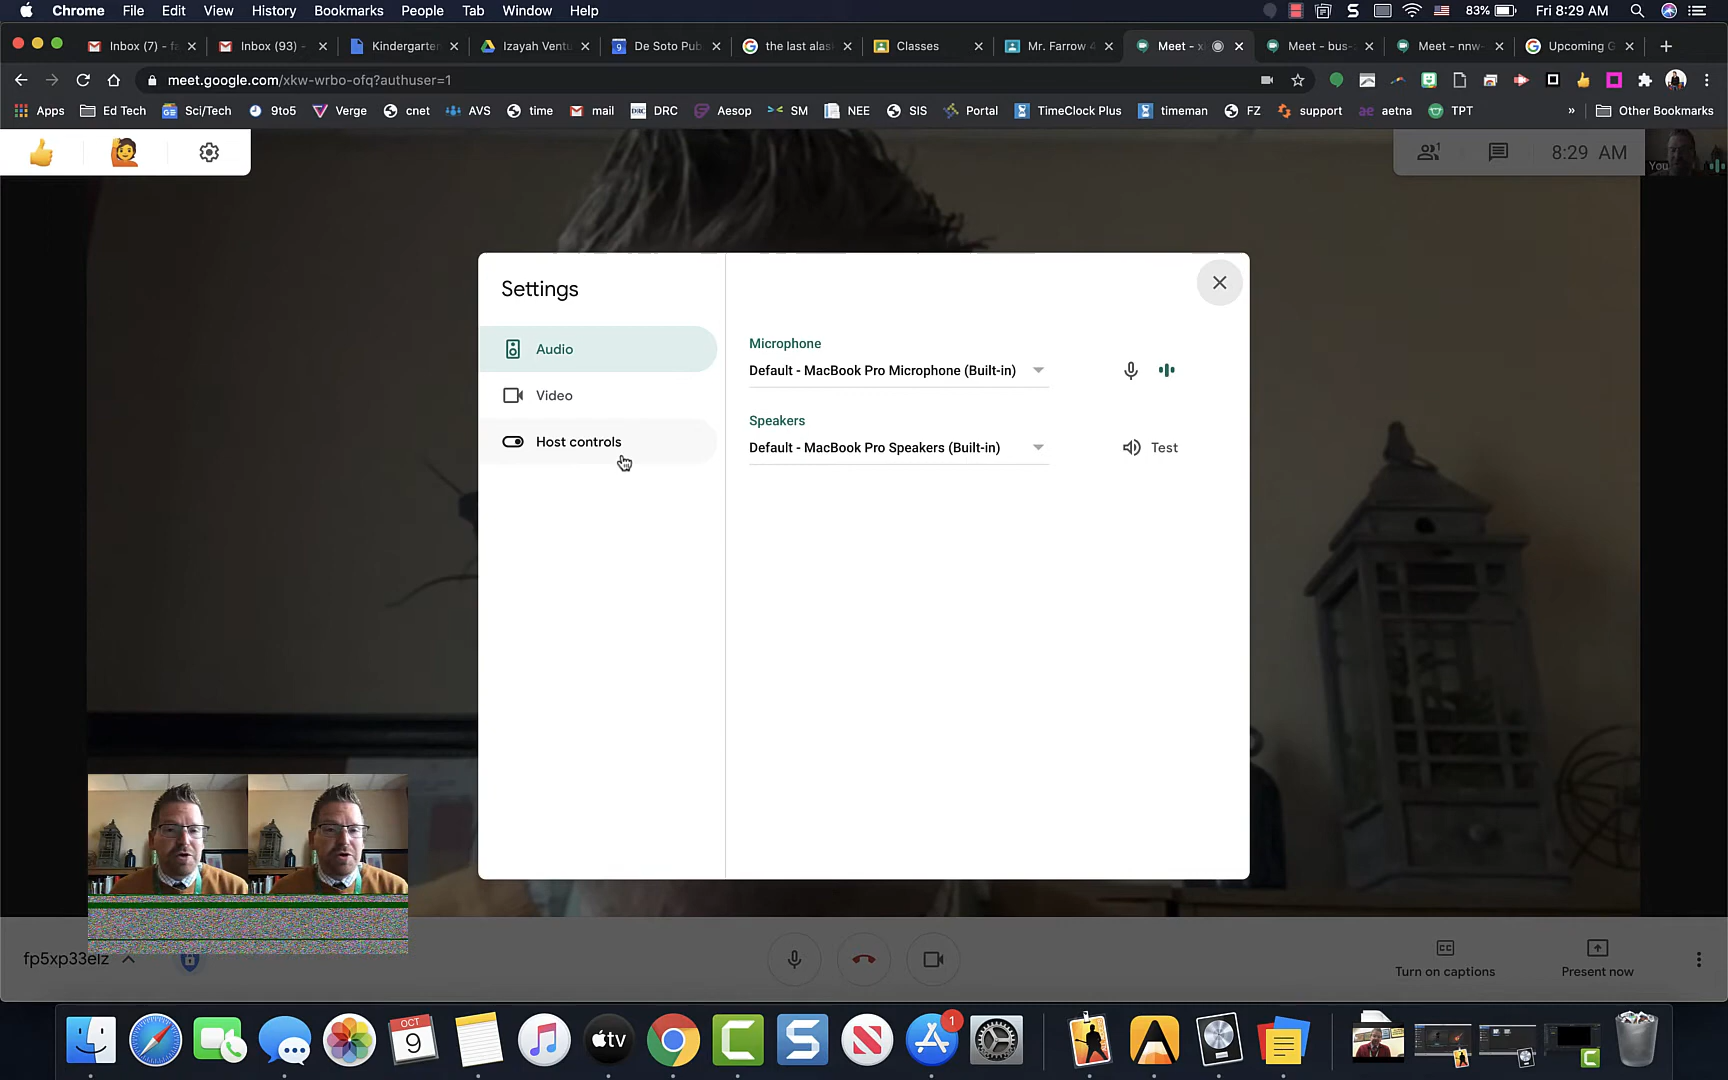 Chrome File Edit View History Bookmarks People Tab Window Help 83% Fri 8:29 AM
Inbox (7) - fa Inbox (93) - Kindergarte Izayah Ventu De Soto Pub the last alas Classes Mr. Farrow 4 Meet - x Meet - bus- Meet - nnw- Upcoming G
meet.google.com/xkw-wrbo-ofq?authuser=1
Apps Ed Tech Sci/Tech 9to5 Verge cnet AVS time mail DRC Aesop SM NEE SIS Portal TimeClock Plus timeman FZ support aetna TPT » Other Bookmarks
8:29 AM
You
Settings
Audio
Video
Host controls
Microphone
Default - MacBook Pro Microphone (Built-in)
Speakers
Default - MacBook Pro Speakers (Built-in)
Test
fp5xp33elz
Turn on captions
Present now
OCT
9
tv
1